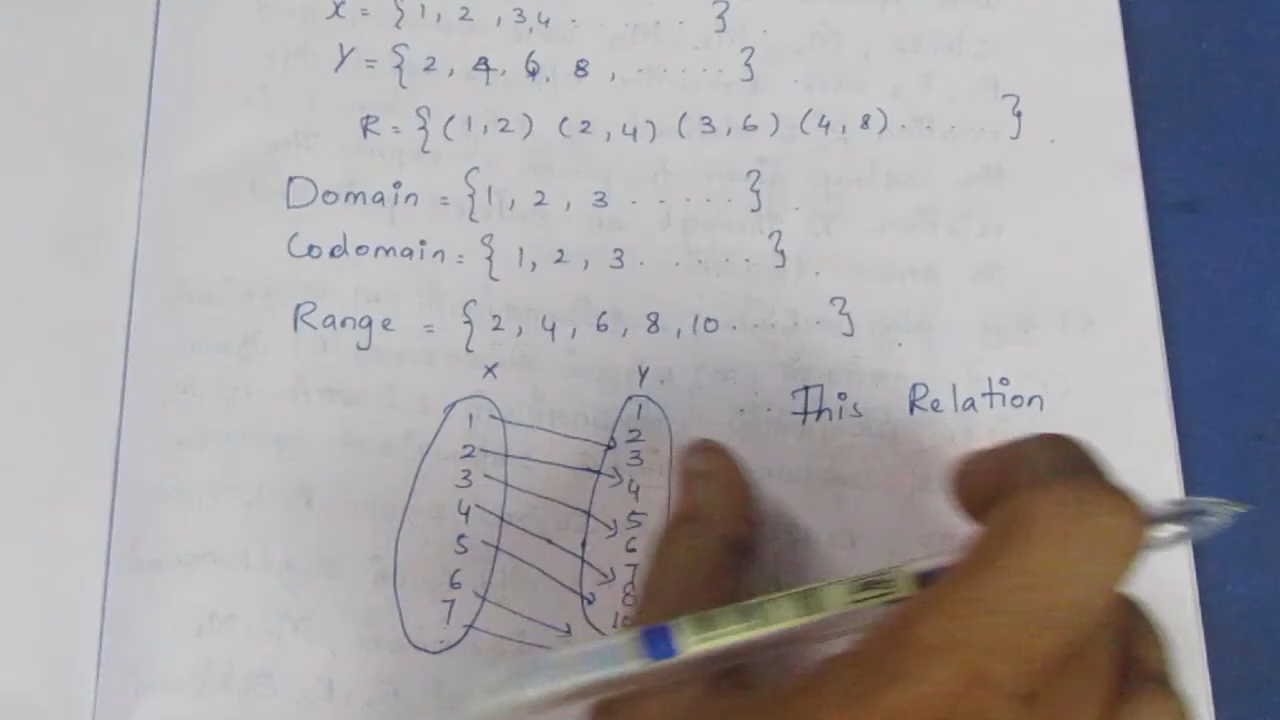 X = {1, 2, 3,4 ........}.
Y = {2, 4, 6, 8, ......}
R = {(1,2) (2,4) (3,6) (4,8)... }.
Domain = {1, 2, 3 ......}.
Codomain = {1, 2, 3. .....}.
Range = {2, 4, 6, 8, 10 .....}.
X Y.
... This Relation
1 1
2 2
3 3
4 4
5 5
6 6
7 7
8
10